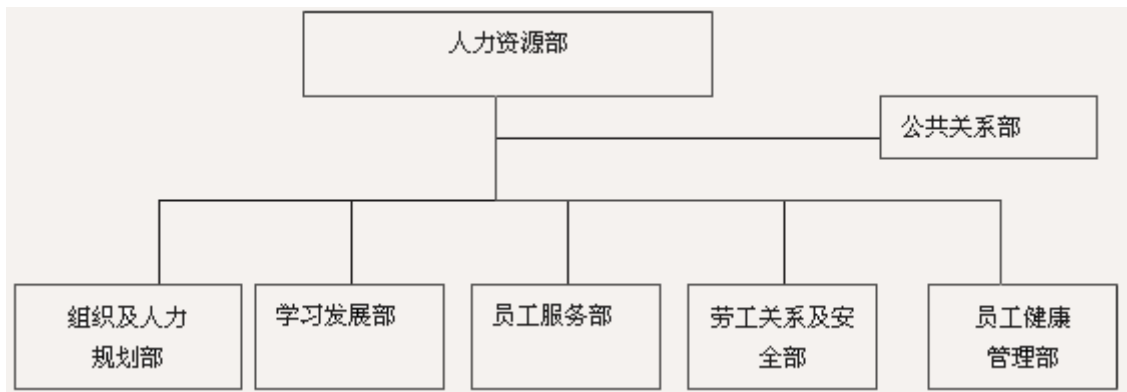 人力资源部
公共关系部
组织及人力
规划部
学习发展部
员工服务部
劳工关系及安
全部
员工健康
管理部